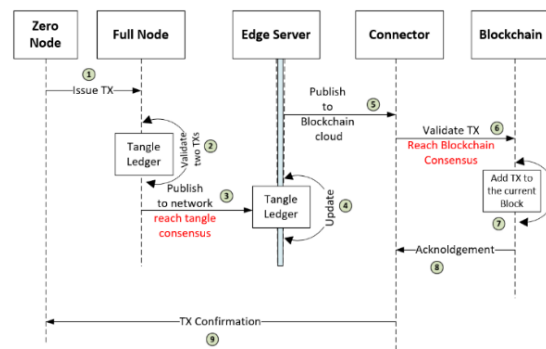 Zero
Node
Full Node
Edge Server
Connector
Blockchain
1
Issue TX
Tangle
Ledger
Validate
two TXs
2
Publish
to network
3
reach tangle
consensus
Tangle
Ledger
Update
4
Publish
to
Blockchain
cloud
5
Validate TX
6
Reach Blockchain
Consensus
Add TX to
the current
Block
7
Acknoldgement
8
TX Confirmation
9